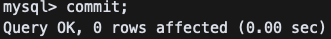 mysql> commit;
Query OK, 0 rows affected (0.00 sec)